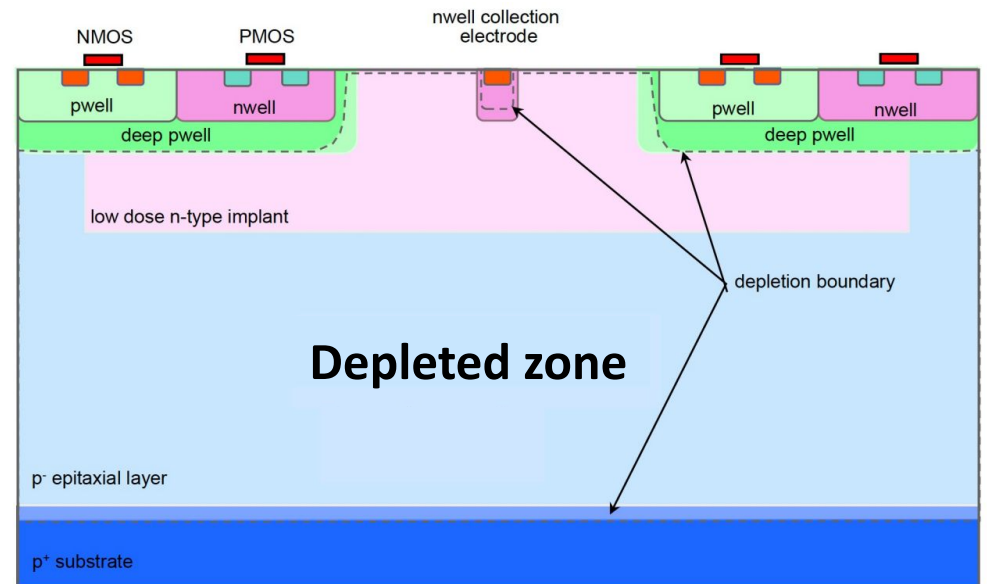 nwell collection
electrode
NMOS
PMOS
pwell
nwell
pwell
nwell
deep pwell
deep pwell
low dose n-type implant
depletion boundary
Depleted zone
p- epitaxial layer
p+ substrate